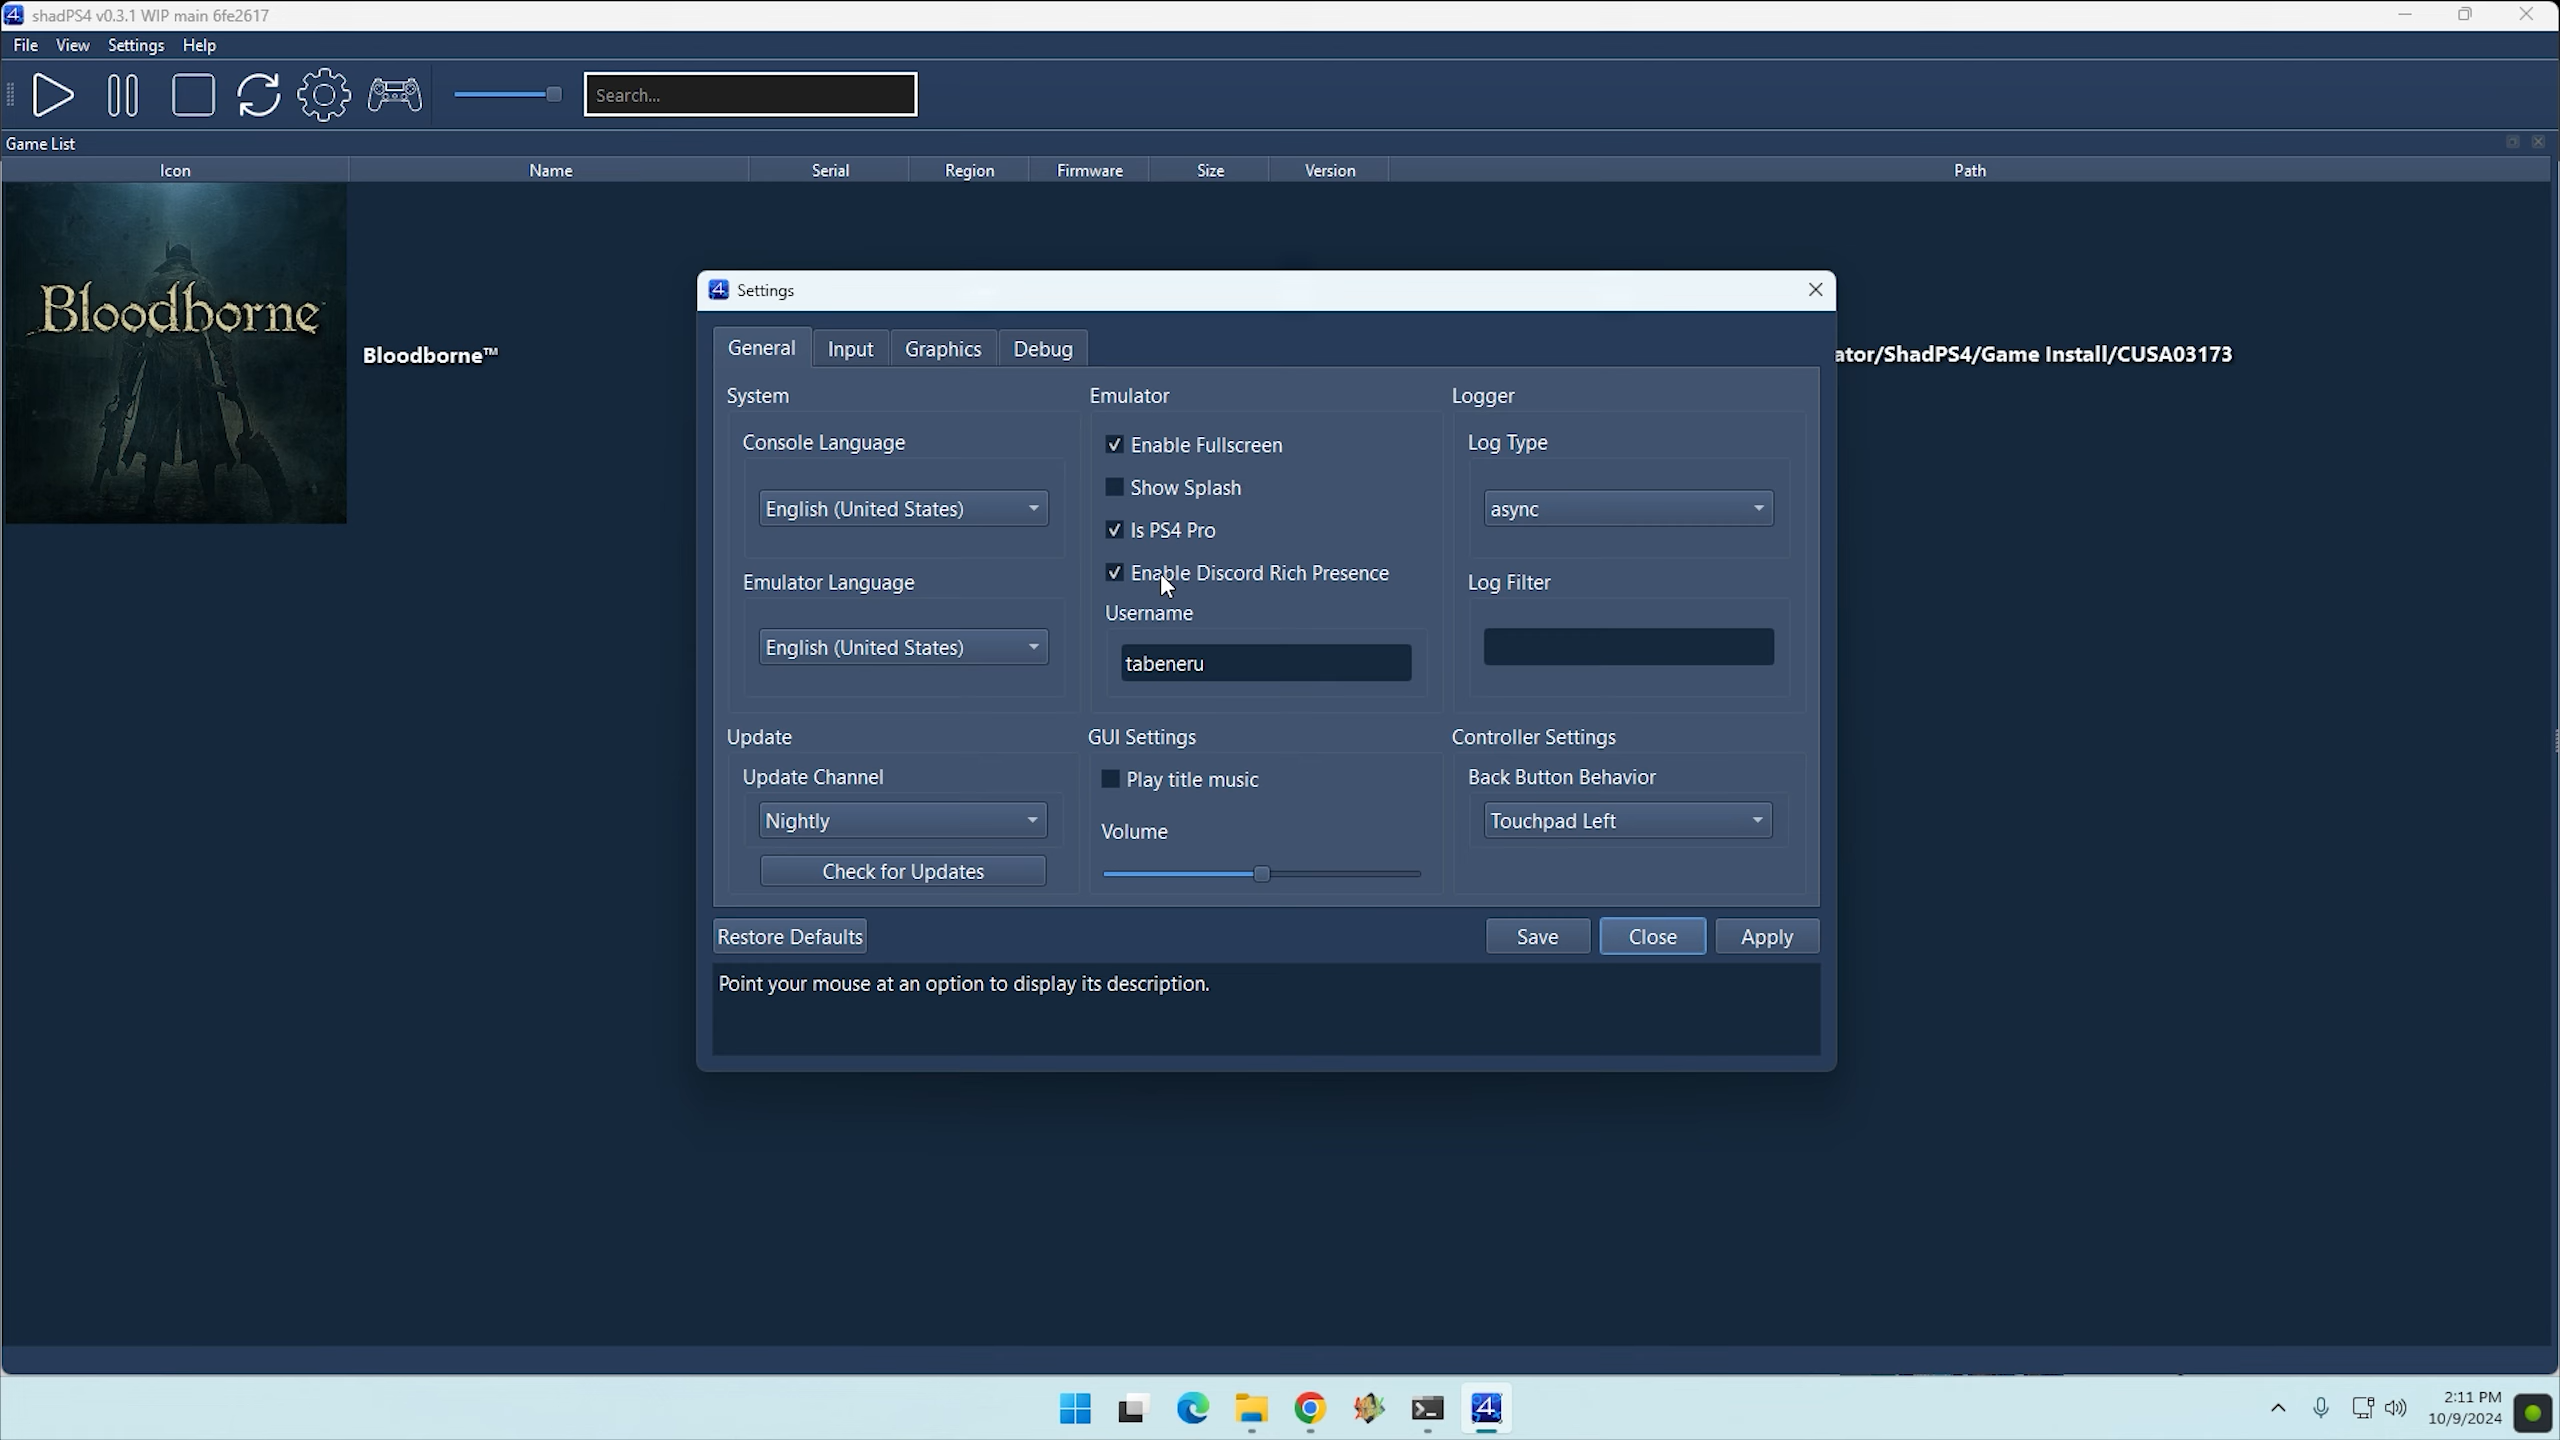 shadPS4 v0.3.1 WIP main 6fe2617
File View Settings Help
Search...
Game List
Icon Name Serial Region Firmware Size Version Path
Bloodborne
Bloodborne™
ator/ShadPS4/Game Install/CUSA03173
Settings
General Input Graphics Debug
System
Console Language
English (United States)
Emulator Language
English (United States)
Emulator
Enable Fullscreen
Show Splash
Is PS4 Pro
Enable Discord Rich Presence
Username
tabeneru
Logger
Log Type
async
Log Filter
Update
Update Channel
Nightly
Check for Updates
GUI Settings
Play title music
Volume
Controller Settings
Back Button Behavior
Touchpad Left
Restore Defaults Save Close Apply
Point your mouse at an option to display its description.
2:11 PM
10/9/2024